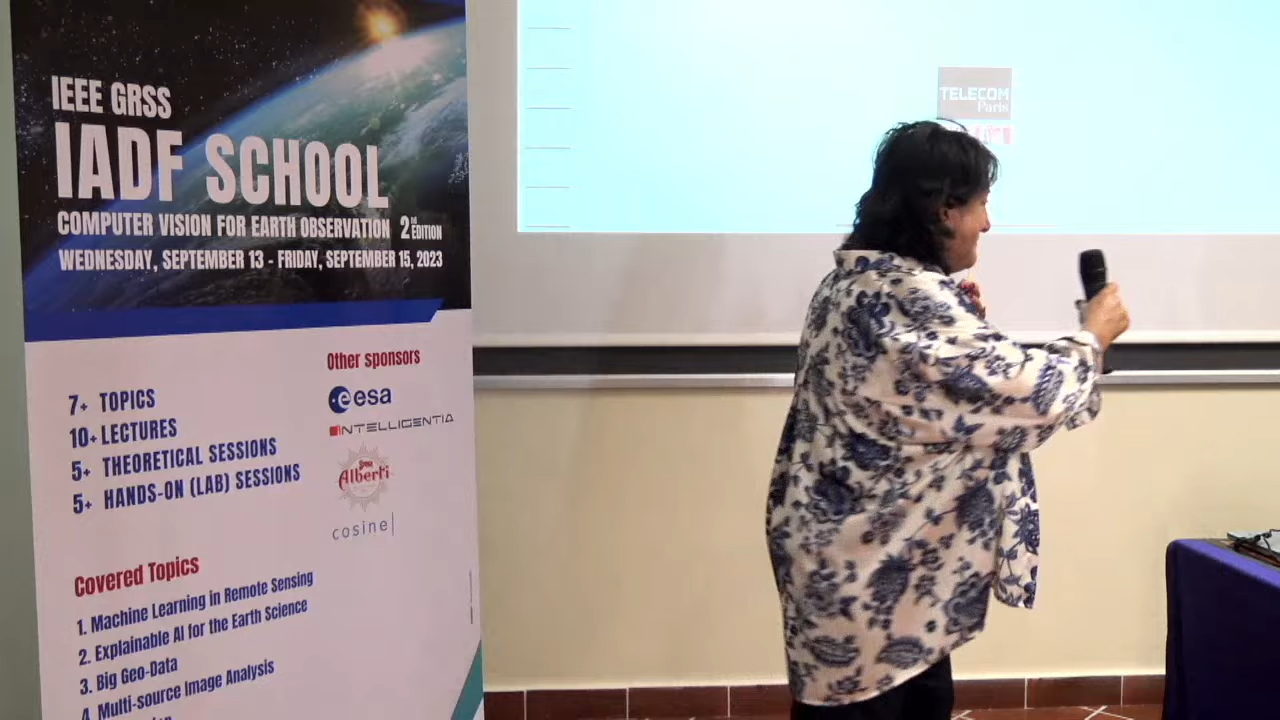 IEEE GRSS
IADF SCHOOL
COMPUTER VISION FOR EARTH OBSERVATION 2nd EDITION
WEDNESDAY, SEPTEMBER 13 - FRIDAY, SEPTEMBER 15, 2023
7+ TOPICS
10+ LECTURES
5+ THEORETICAL SESSIONS
5+ HANDS-ON (LAB) SESSIONS
Other sponsors
esa
INTELLIGENTIA
Alberti
cosine
Covered Topics
1. Machine Learning in Remote Sensing
2. Explainable AI for the Earth Science
3. Big Geo-Data
4. Multi-source Image Analysis
TELECOM
Paris